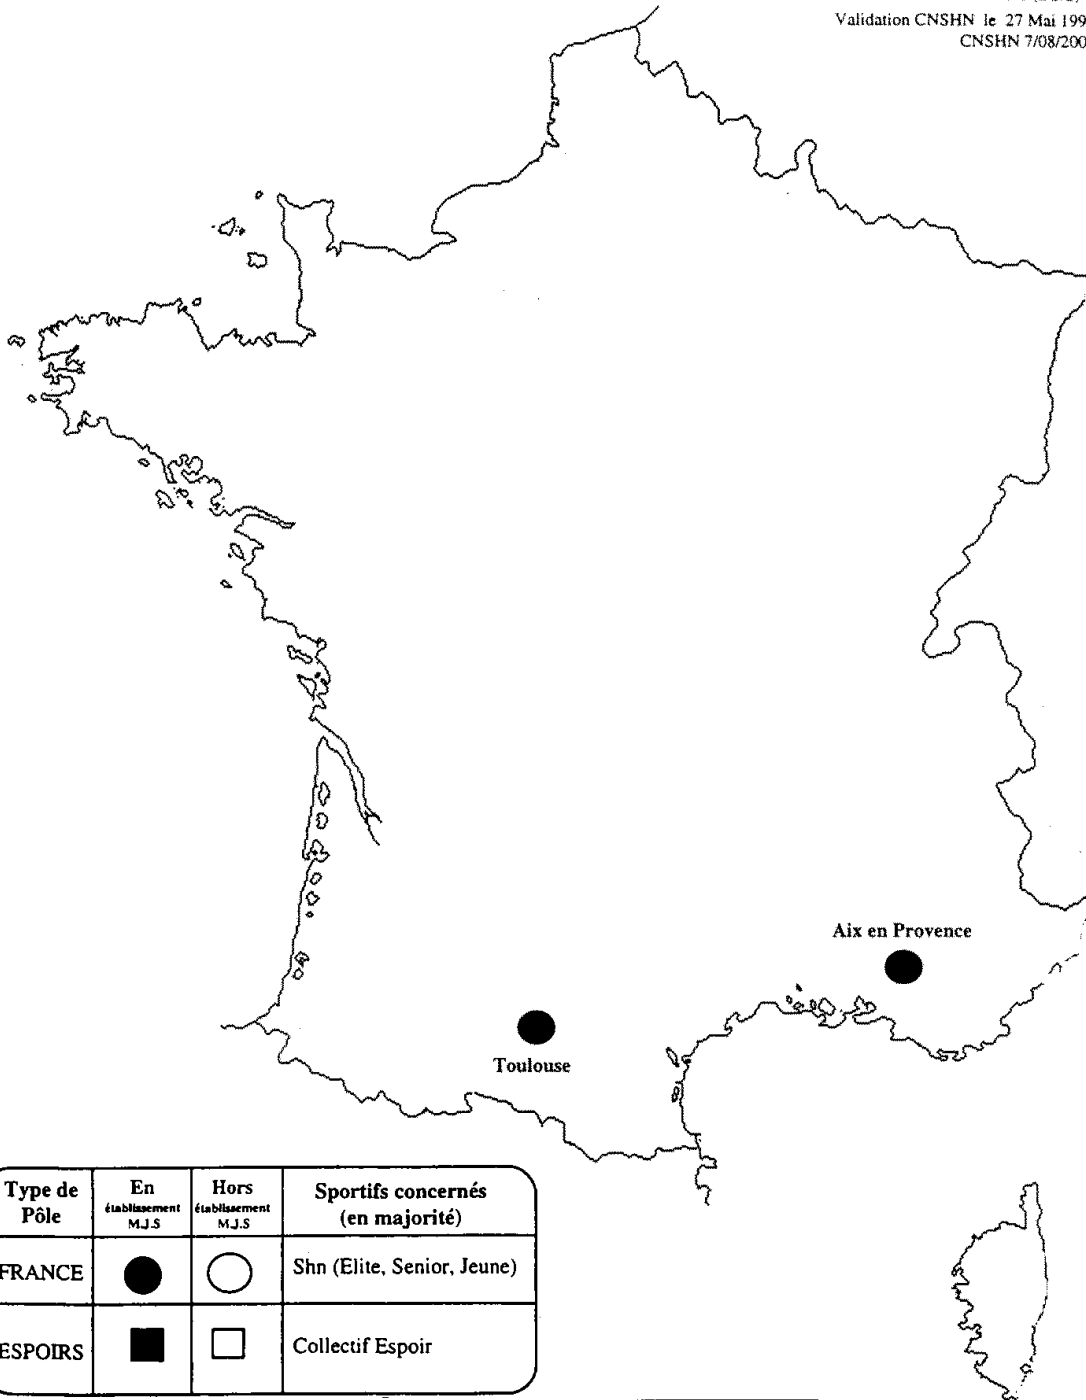 Validation CNSHN le 27 Mai 199
CNSHN 7/08/200
Aix en Provence
Toulouse
Type de Pôle
En établissement M.J.S
Hors établissement M.J.S
Sportifs concernés (en majorité)
FRANCE
Shn (Elite, Senior, Jeune)
ESPOIRS
Collectif Espoir